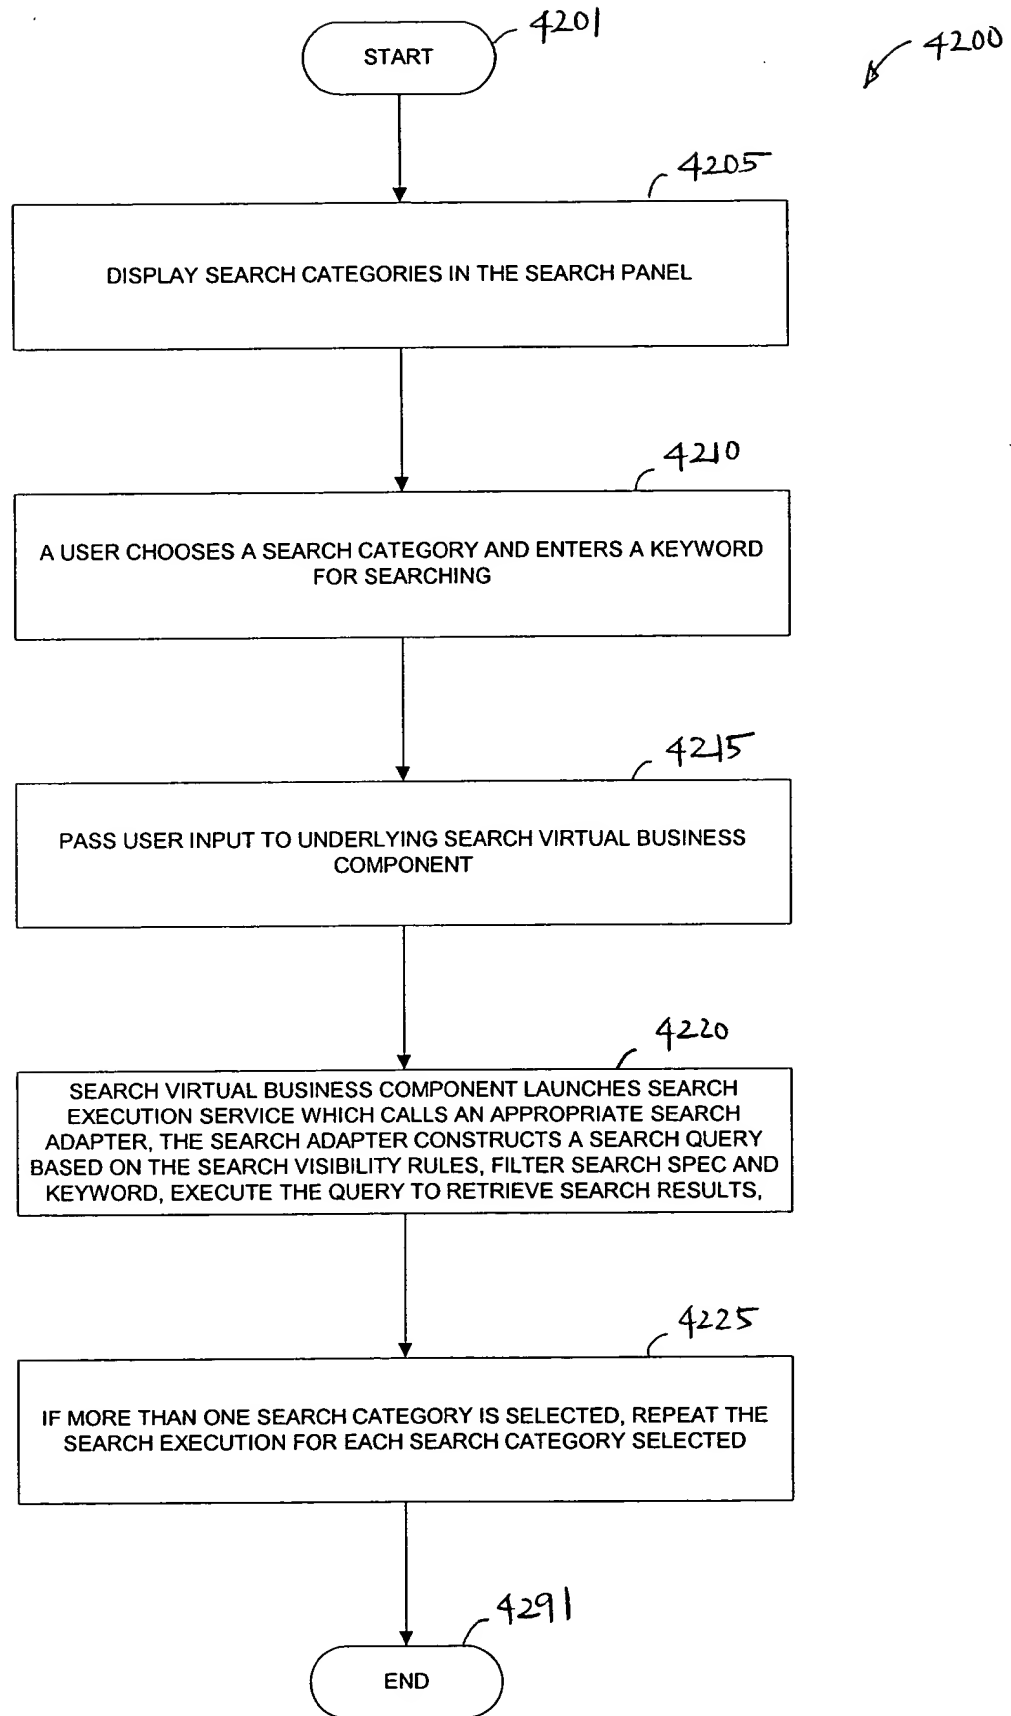 4201
START
4200
4205
DISPLAY SEARCH CATEGORIES IN THE SEARCH PANEL
4210
A USER CHOOSES A SEARCH CATEGORY AND ENTERS A KEYWORD
FOR SEARCHING
4215
PASS USER INPUT TO UNDERLYING SEARCH VIRTUAL BUSINESS
COMPONENT
4220
SEARCH VIRTUAL BUSINESS COMPONENT LAUNCHES SEARCH
EXECUTION SERVICE WHICH CALLS AN APPROPRIATE SEARCH
ADAPTER, THE SEARCH ADAPTER CONSTRUCTS A SEARCH QUERY
BASED ON THE SEARCH VISIBILITY RULES, FILTER SEARCH SPEC AND
KEYWORD, EXECUTE THE QUERY TO RETRIEVE SEARCH RESULTS,
4225
IF MORE THAN ONE SEARCH CATEGORY IS SELECTED, REPEAT THE
SEARCH EXECUTION FOR EACH SEARCH CATEGORY SELECTED
4291
END